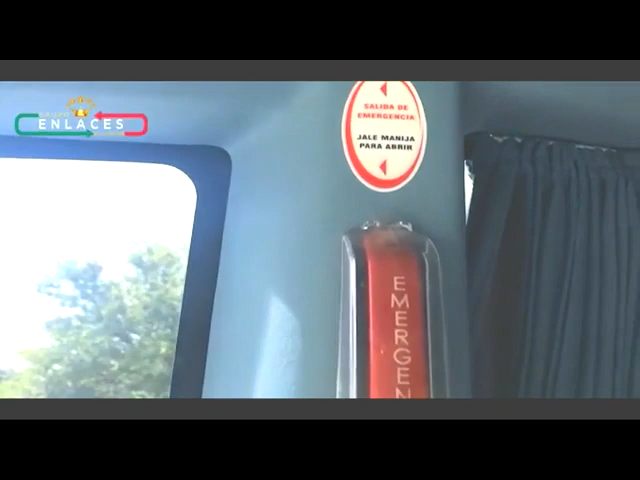 ENLACES
SALIDA DE
EMERGENCIA
JALE MANIJA
PARA ABRIR
EMERGEN